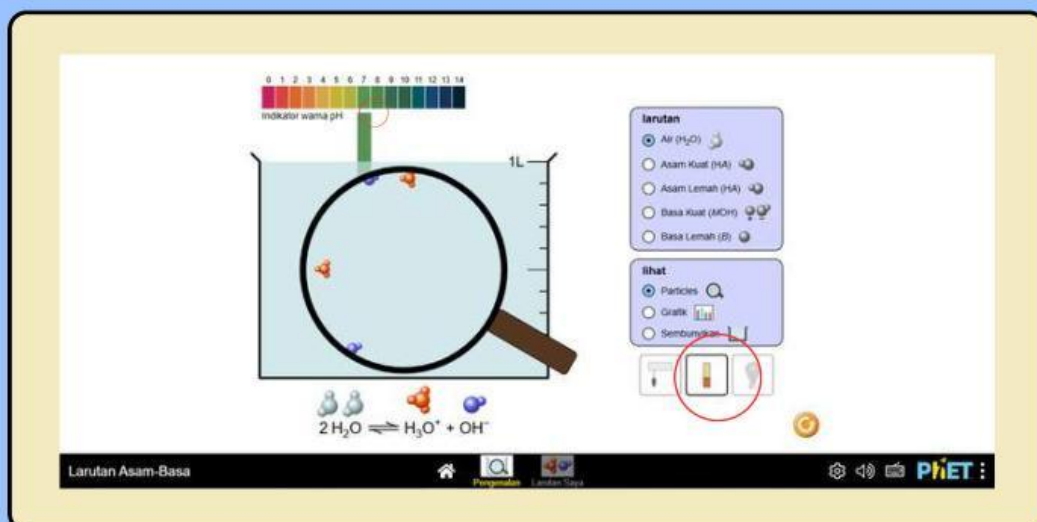 0 1 2 3 4 5 6 7 8 9 10 11 12 13 14
Indikator warna pH
1L
larutan
Air (H₂O)
Asam Kuat (HA)
Asam Lemah (HA)
Basa Kuat (MOH)
Basa Lemah (B)
lihat
Particles
Grafik
Sembunyikan
2 H₂O ⇌ H₃O⁺ + OH⁻
Larutan Asam-Basa
Pengenalan
Larutan Saya
PhET